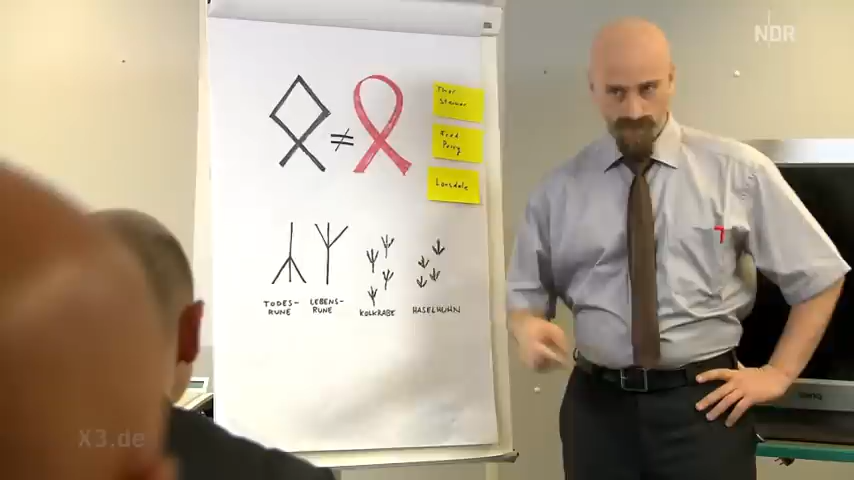 NDR
≠
Thor
Steinar
Fred
Perry
Lonsdale
TODES-
RUNE
LEBENS-
RUNE
KOLKRABE
HASELHUHN
X3.de